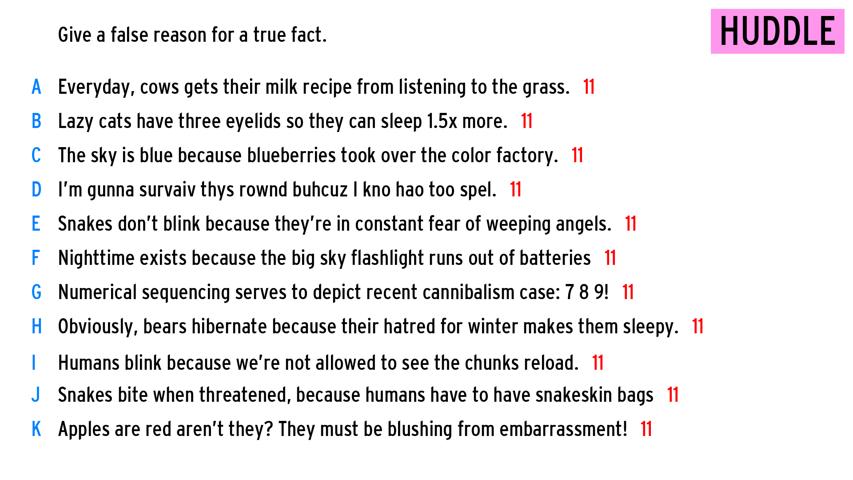 Give a false reason for a true fact.
HUDDLE
A Everyday, cows gets their milk recipe from listening to the grass. 11
B Lazy cats have three eyelids so they can sleep 1.5x more. 11
C The sky is blue because blueberries took over the color factory. 11
D I'm gunna survaiv thys rownd buhcuz I kno hao too spel. 11
E Snakes don't blink because they're in constant fear of weeping angels. 11
F Nighttime exists because the big sky flashlight runs out of batteries 11
G Numerical sequencing serves to depict recent cannibalism case: 7 8 9! 11
H Obviously, bears hibernate because their hatred for winter makes them sleepy. 11
I Humans blink because we're not allowed to see the chunks reload. 11
J Snakes bite when threatened, because humans have to have snakeskin bags 11
K Apples are red aren't they? They must be blushing from embarrassment! 11